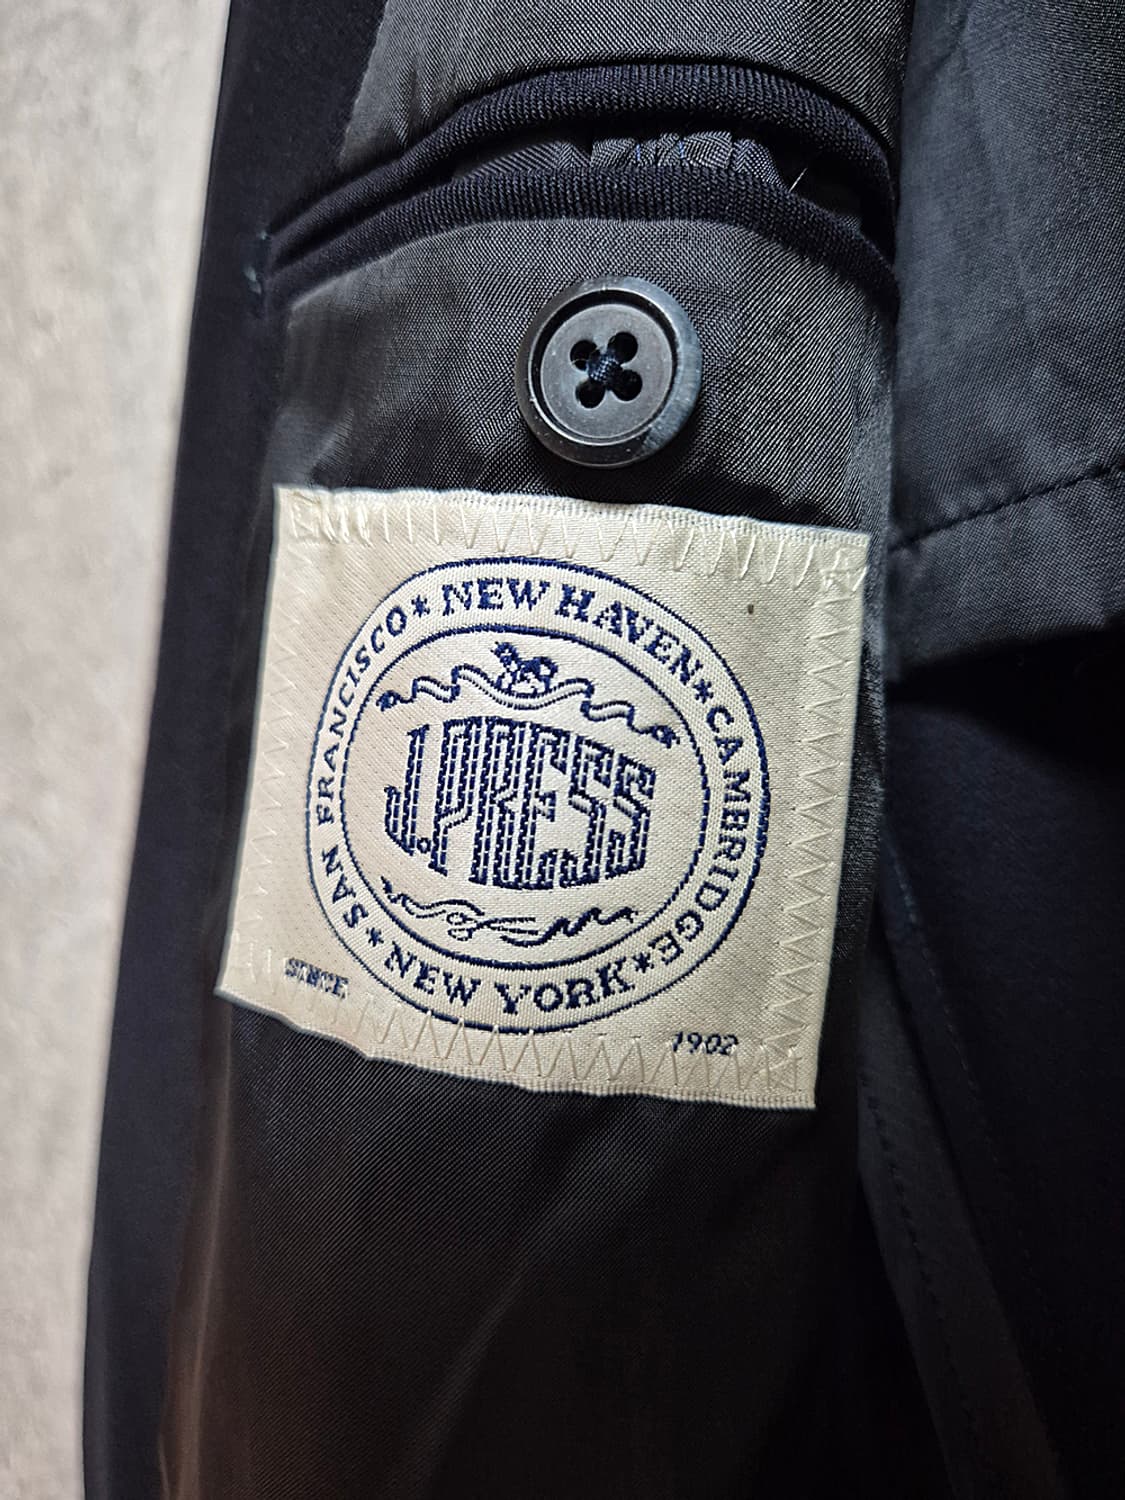 NEW HAVEN * CAMBRIDGE * NEW YORK * SAN FRANCISCO *
J. PRESS
SINCE 1902